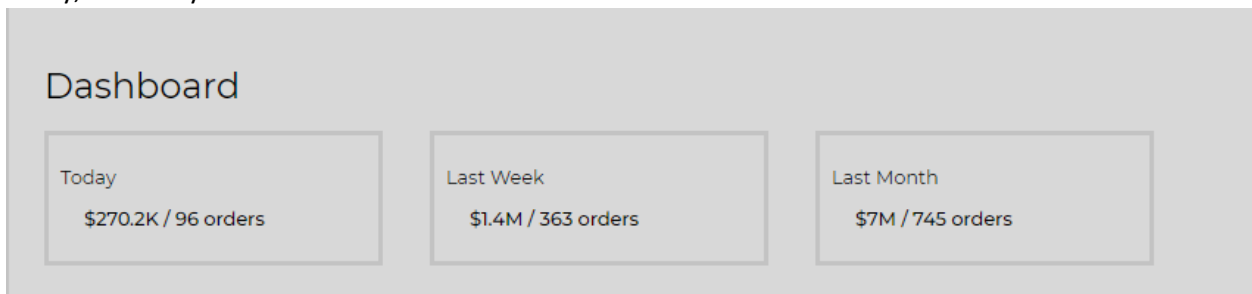 Dashboard
Today
$270.2K / 96 orders
Last Week
$1.4M / 363 orders
Last Month
$7M / 745 orders